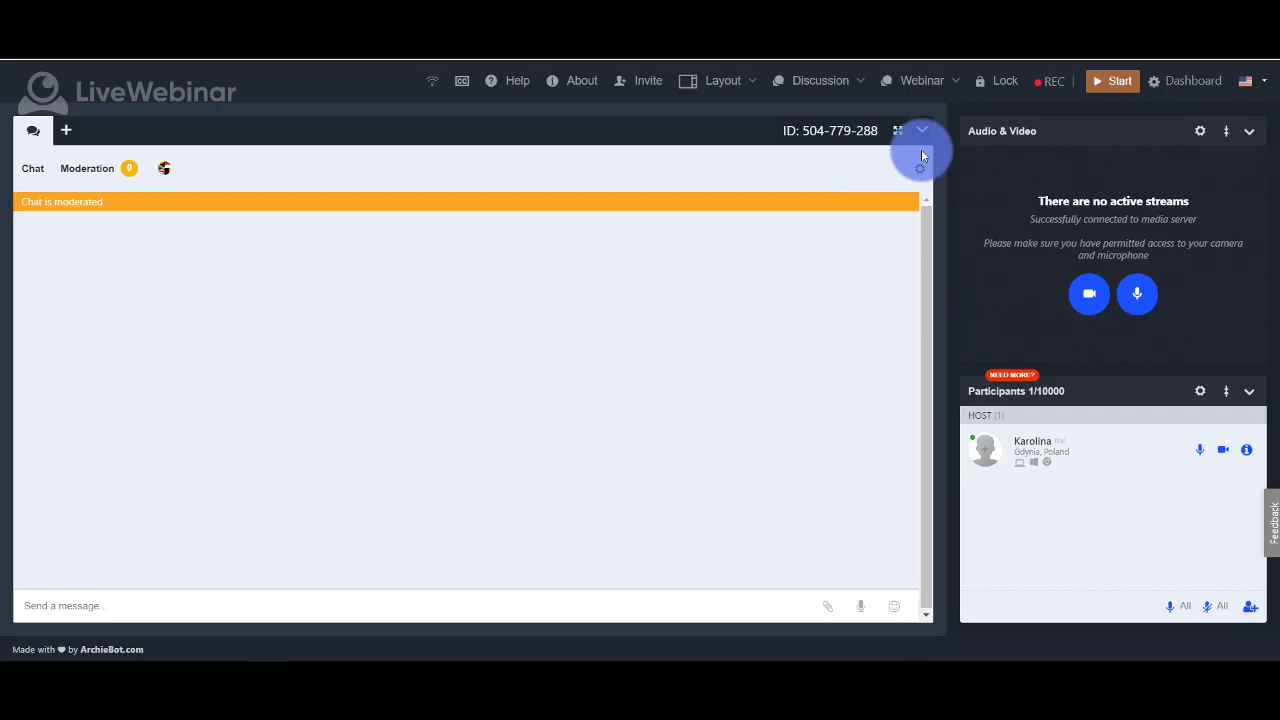 LiveWebinar
CC
Help
About
Invite
Layout
Discussion
Webinar
Lock
REC
Start
Dashboard
ID: 504-779-288
Chat
Moderation 0
Chat is moderated
Send a message...
Audio & Video
There are no active streams
Successfully connected to media server
Please make sure you have permitted access to your camera
and microphone
NEED MORE?
Participants 1/10000
HOST (1)
Karolina me
Gdynia, Poland
All
All
Feedback
Made with by ArchieBot.com